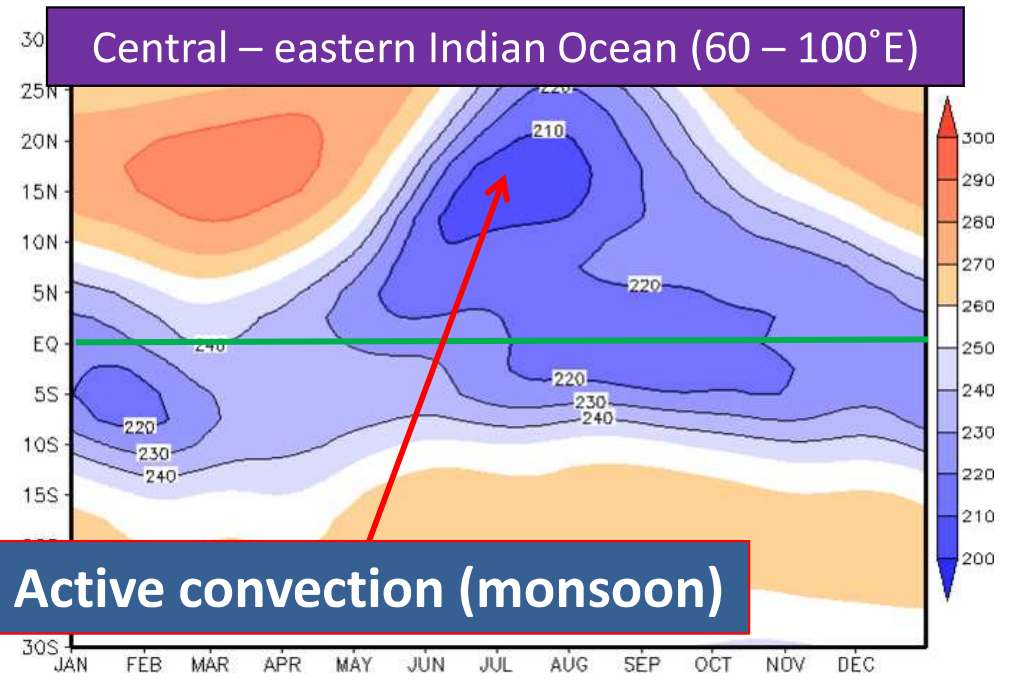 Central – eastern Indian Ocean (60 – 100˚E)
30
25N
20N
15N
10N
5N
EQ
5S
10S
15S
30S
220
210
220
240
220
230
240
220
230
240
300
290
280
270
260
250
240
230
220
210
200
Active convection (monsoon)
JAN FEB MAR APR MAY JUN JUL AUG SEP OCT NOV DEC